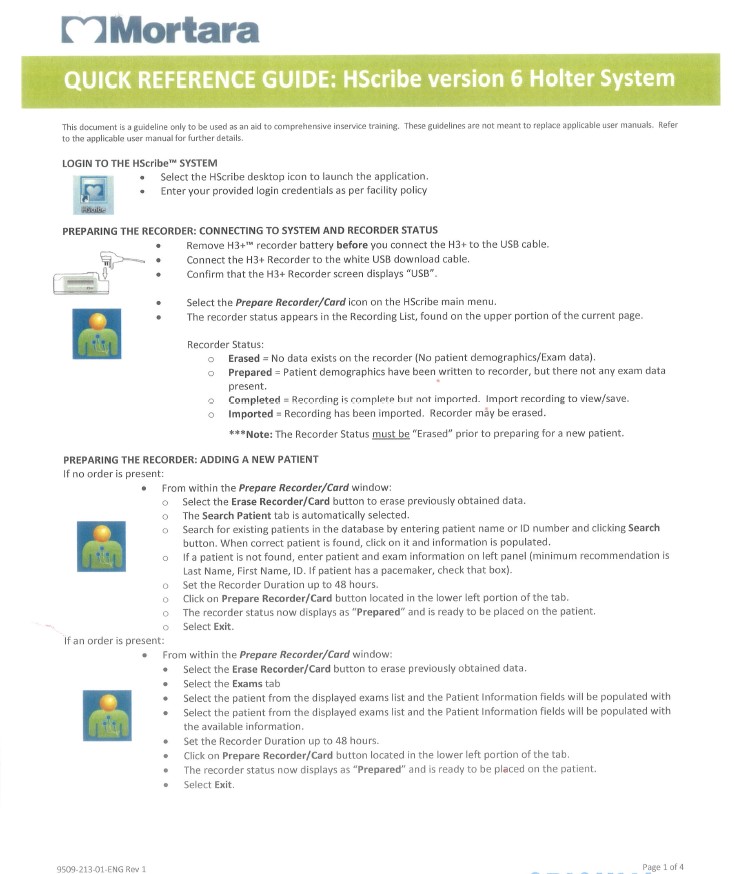 Mortara
QUICK REFERENCE GUIDE: HScribe version 6 Holter System
This document is a guideline only to be used as an aid to comprehensive inservice training. These guidelines are not meant to replace applicable user manuals. Refer
to the applicable user manual for further details.
LOGIN TO THE HScribe™ SYSTEM
• Select the HScribe desktop icon to launch the application.
• Enter your provided login credentials as per facility policy
HScribe
PREPARING THE RECORDER: CONNECTING TO SYSTEM AND RECORDER STATUS
• Remove H3+™ recorder battery before you connect the H3+ to the USB cable.
• Connect the H3+ Recorder to the white USB download cable.
• Confirm that the H3+ Recorder screen displays "USB".
• Select the Prepare Recorder/Card icon on the HScribe main menu.
• The recorder status appears in the Recording List, found on the upper portion of the current page.
Recorder Status:
o Erased = No data exists on the recorder (No patient demographics/Exam data).
o Prepared = Patient demographics have been written to recorder, but there not any exam data
present.
o Completed = Recording is complete but not imported. Import recording to view/save.
o Imported = Recording has been imported. Recorder may be erased.
***Note: The Recorder Status must be "Erased" prior to preparing for a new patient.
PREPARING THE RECORDER: ADDING A NEW PATIENT
If no order is present:
• From within the Prepare Recorder/Card window:
o Select the Erase Recorder/Card button to erase previously obtained data.
o The Search Patient tab is automatically selected.
o Search for existing patients in the database by entering patient name or ID number and clicking Search
button. When correct patient is found, click on it and information is populated.
o If a patient is not found, enter patient and exam information on left panel (minimum recommendation is
Last Name, First Name, ID. If patient has a pacemaker, check that box).
o Set the Recorder Duration up to 48 hours.
o Click on Prepare Recorder/Card button located in the lower left portion of the tab.
o The recorder status now displays as "Prepared" and is ready to be placed on the patient.
o Select Exit.
If an order is present:
• From within the Prepare Recorder/Card window:
• Select the Erase Recorder/Card button to erase previously obtained data.
• Select the Exams tab
• Select the patient from the displayed exams list and the Patient Information fields will be populated with
• Select the patient from the displayed exams list and the Patient Information fields will be populated with
the available information.
• Set the Recorder Duration up to 48 hours.
• Click on Prepare Recorder/Card button located in the lower left portion of the tab.
• The recorder status now displays as "Prepared" and is ready to be placed on the patient.
• Select Exit.
9509-213-01-ENG Rev 1
Page 1 of 4